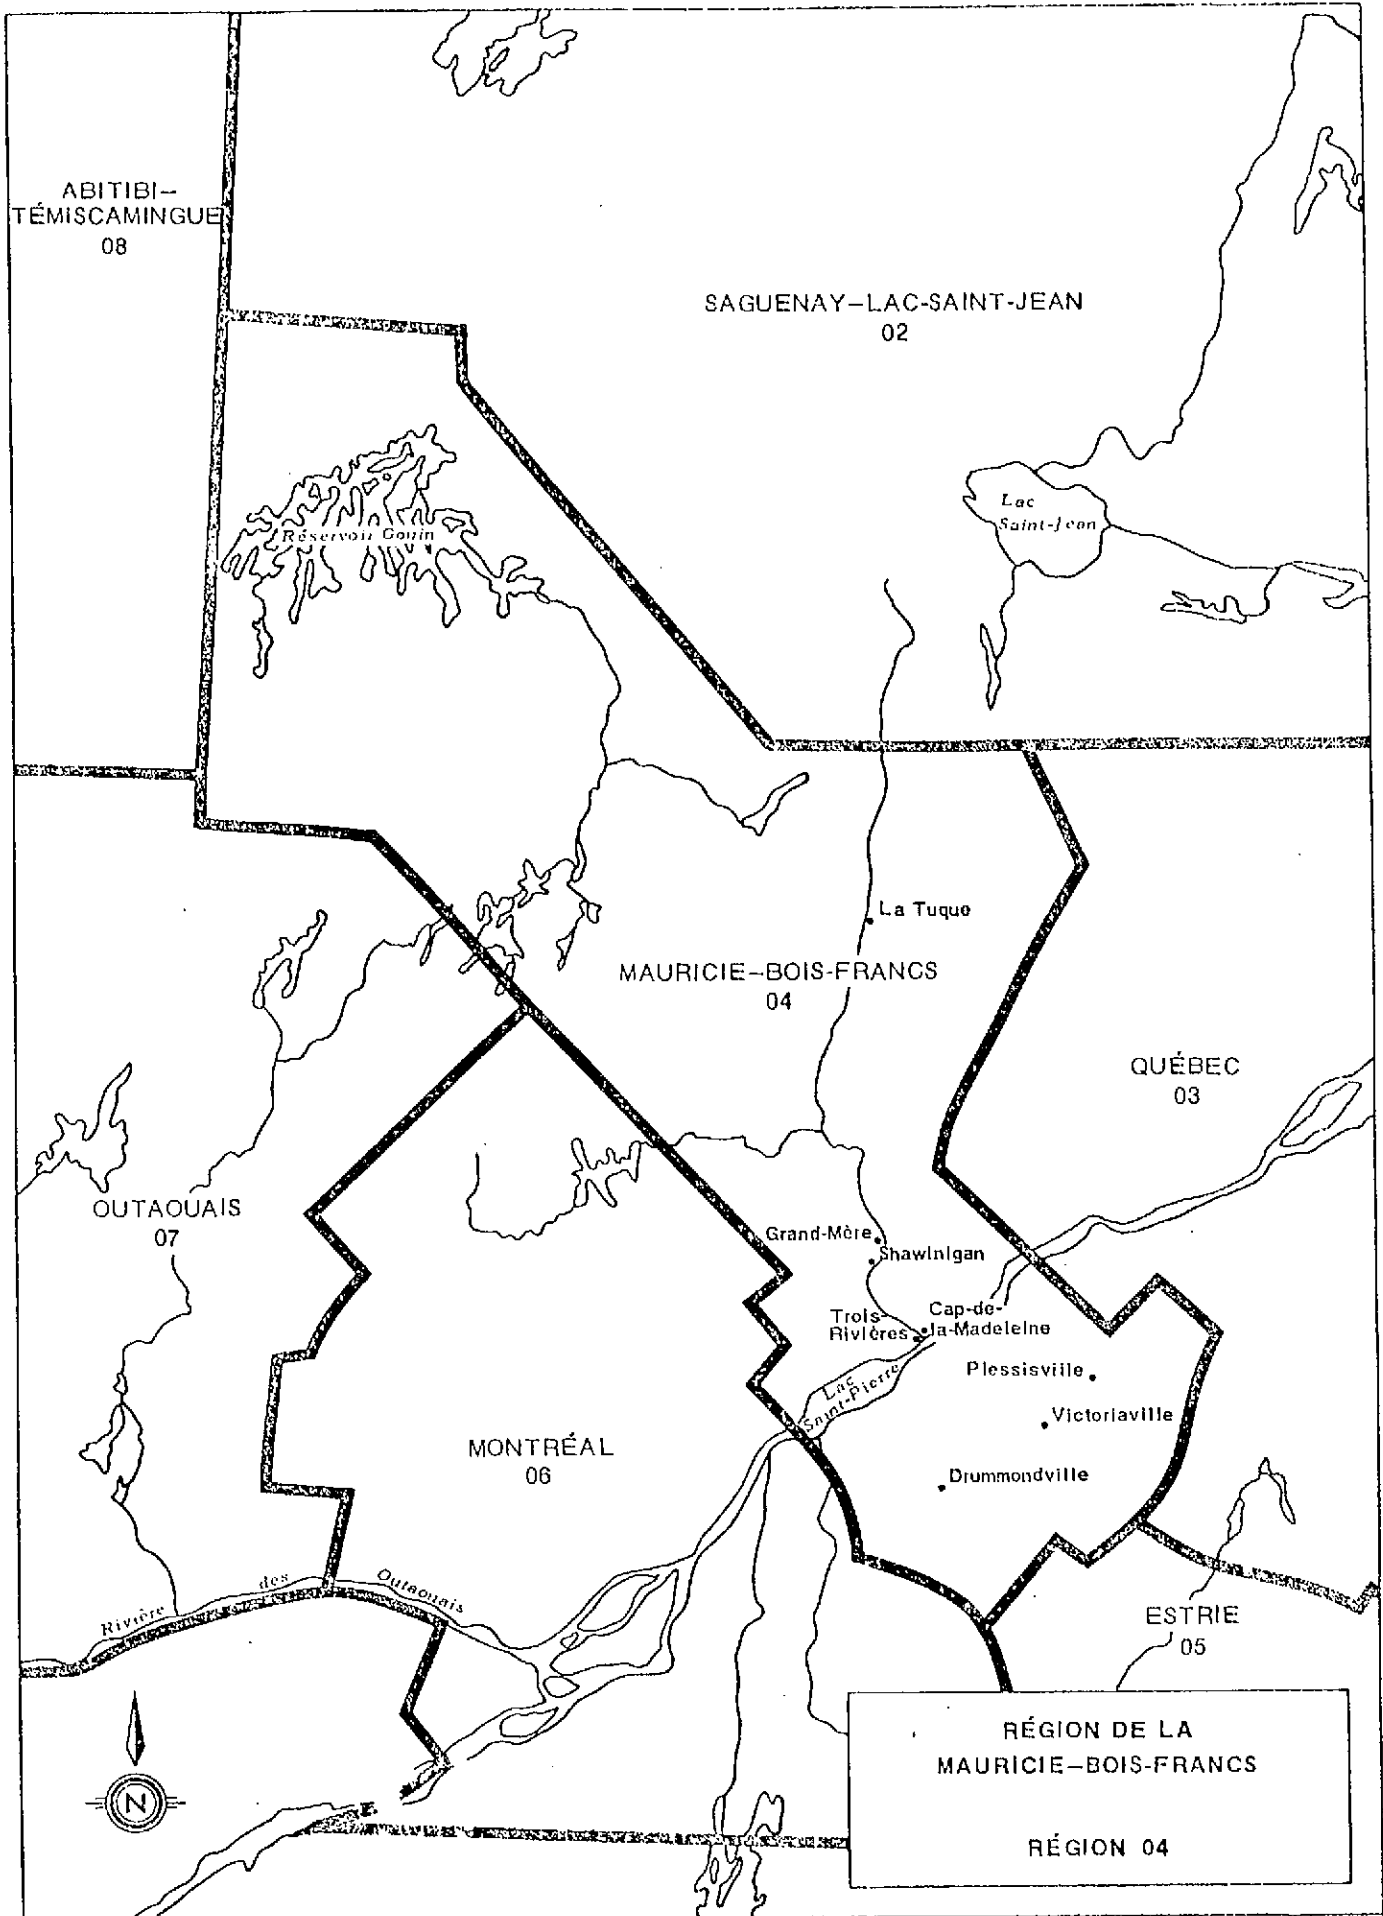 ABITIBI-
TÉMISCAMINGUE
08
SAGUENAY-LAC-SAINT-JEAN
02
Lac
Saint-Jean
Réservoir Gouin
La Tuque
MAURICIE-BOIS-FRANCS
04
QUÉBEC
03
OUTAOUAIS
07
Grand-Mère
Shawinigan
Trois-
Rivières
Cap-de-
la-Madeleine
Lac
Saint-Pierre
Plessisville
Victoriaville
MONTRÉAL
06
Drummondville
Rivière des Outaouais
ESTRIE
05
N
RÉGION DE LA
MAURICIE-BOIS-FRANCS
RÉGION 04